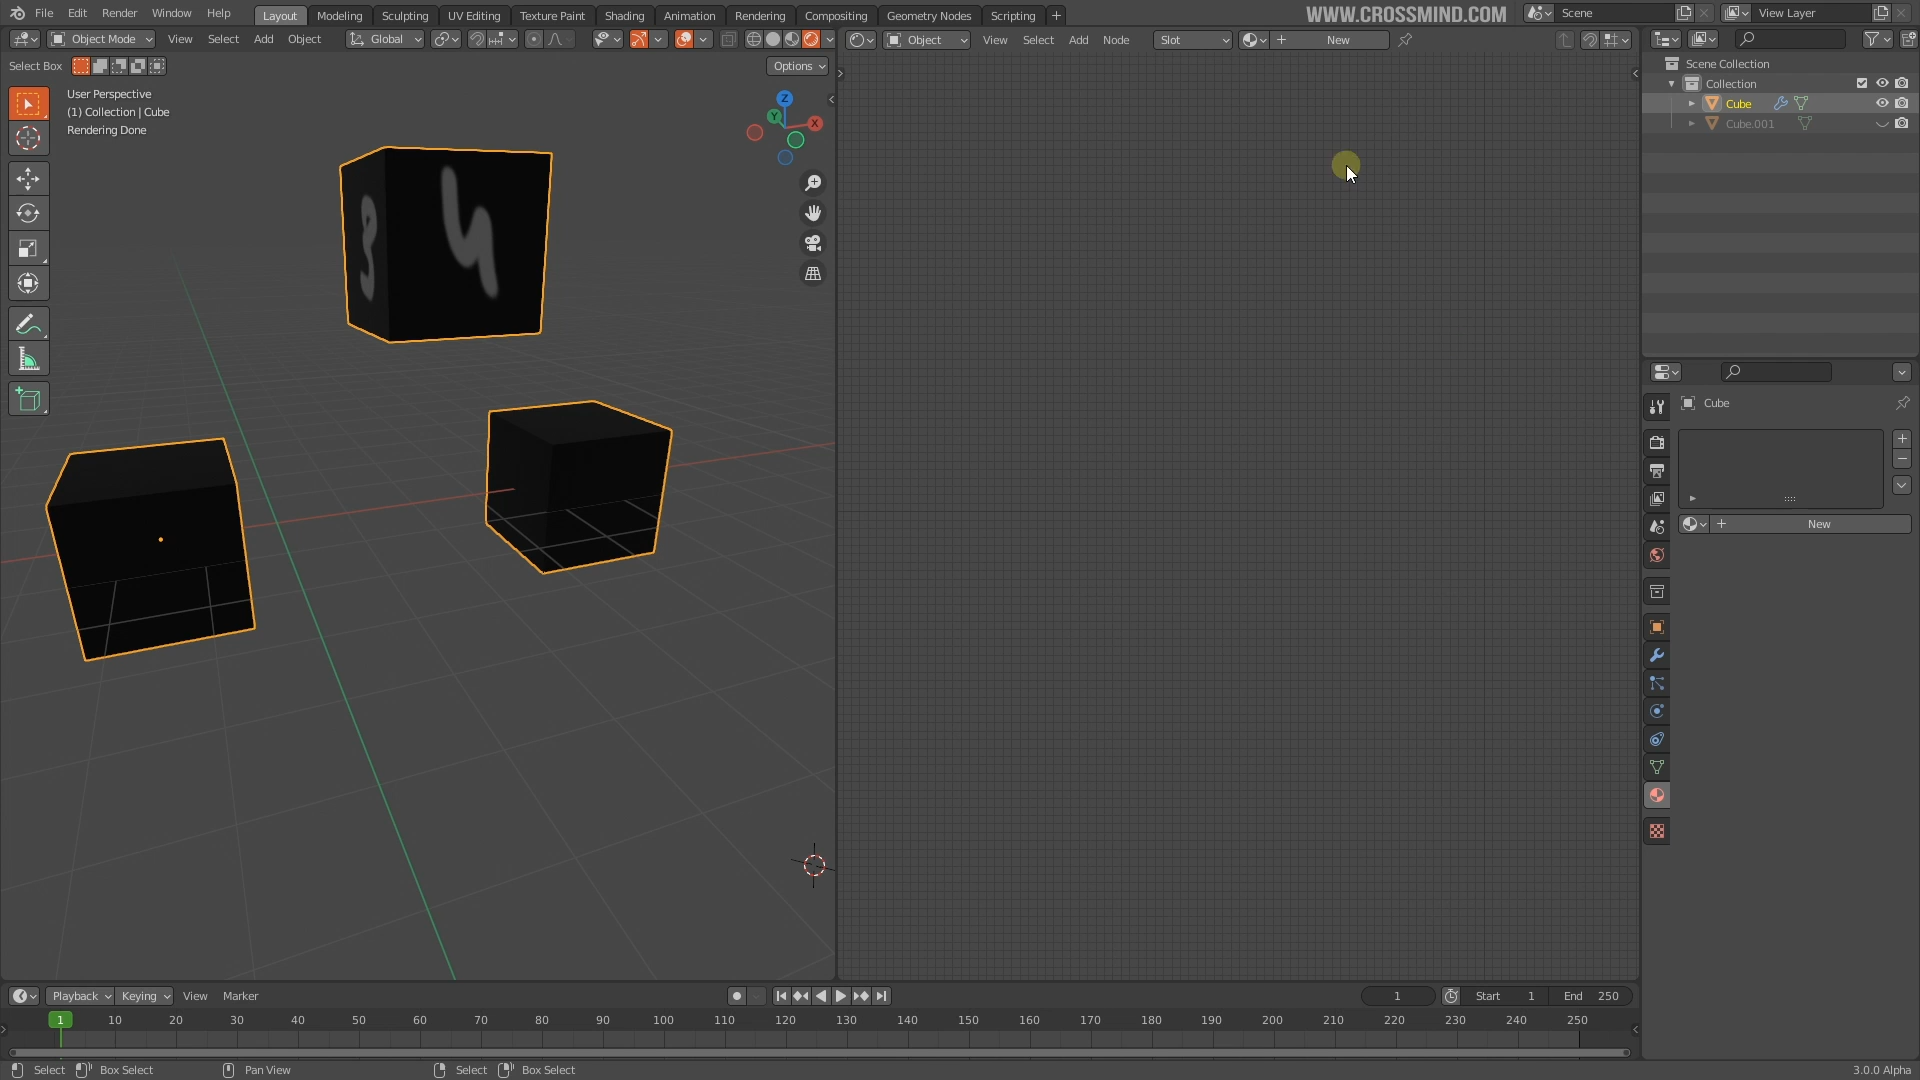 File Edit Render Window Help Layout Modeling Sculpting UV Editing Texture Paint Shading Animation Rendering Compositing Geometry Nodes Scripting + WWW.CROSSMIND.COM Scene View Layer
Object Mode View Select Add Object Global Object View Select Add Node Slot New
Select Box Options
User Perspective
(1) Collection | Cube
Rendering Done
Z
Y
X
3 4
Scene Collection
Collection
Cube
Cube.001
Cube
New
Playback Keying View Marker 1 Start 1 End 250
1 10 20 30 40 50 60 70 80 90 100 110 120 130 140 150 160 170 180 190 200 210 220 230 240 250
Select Box Select Pan View Select Box Select 3.0.0 Alpha